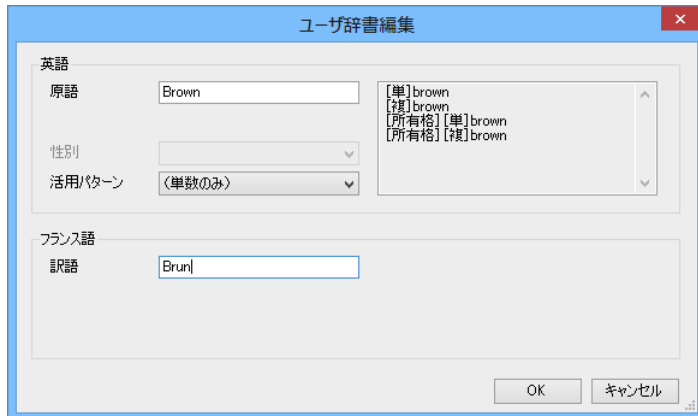 ユーザ辞書編集
英語
原語 Brown
[単]brown
[複]brown
[所有格][単]brown
[所有格][複]brown
性別
活用パターン (単数のみ)
フランス語
訳語 Brun
OK キャンセル